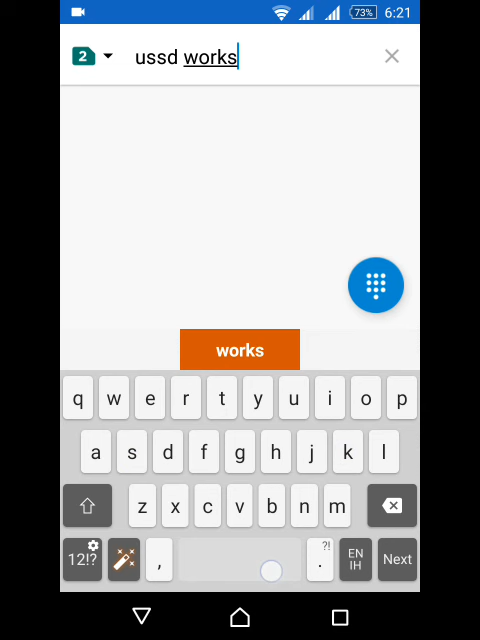 73% 6:21
2 ussd works
works
q w e r t y u i o p
a s d f g h j k l
z x c v b n m
12!? , ?! . EN IH Next